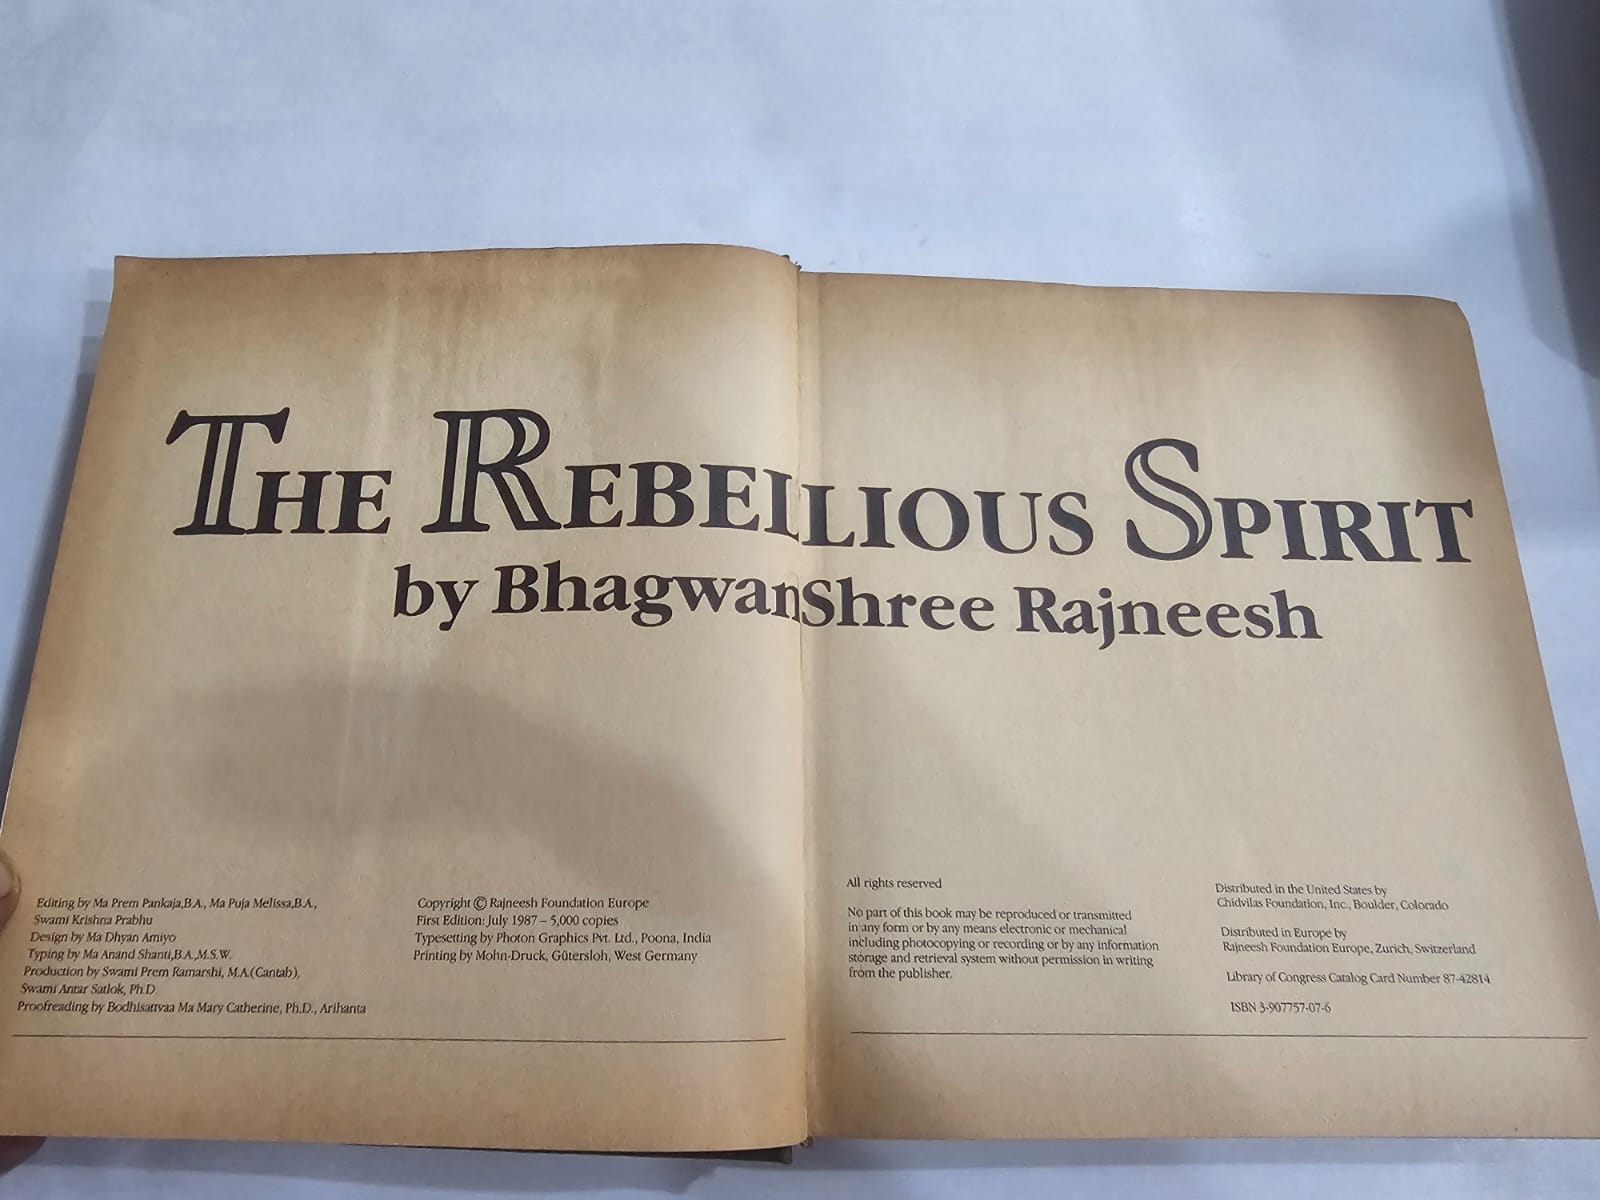 THE REBELLIOUS SPIRIT
by Bhagwan Shree Rajneesh
Editing by Ma Prem Pankaja,B.A., Ma Puja Melissa,B.A.,
Swami Krishna Prabhu
Design by Ma Dhyan Amiyo
Typing by Ma Anand Shanti,B.A.,M.S.W.
Production by Swami Prem Ramarshi, M.A.(Cantab),
Swami Antar Satlok, Ph.D.
Proofreading by Bodhisattvaa Ma Mary Catherine, Ph.D., Arihanta
Copyright © Rajneesh Foundation Europe
First Edition: July 1987 – 5,000 copies
Typesetting by Photon Graphics Pvt. Ltd., Poona, India
Printing by Mohn-Druck, Gütersloh, West Germany
All rights reserved
No part of this book may be reproduced or transmitted
in any form or by any means electronic or mechanical
including photocopying or recording or by any information
storage and retrieval system without permission in writing
from the publisher.
Distributed in the United States by
Chidvilas Foundation, Inc., Boulder, Colorado
Distributed in Europe by
Rajneesh Foundation Europe, Zurich, Switzerland
Library of Congress Catalog Card Number 87-42814
ISBN 3-907757-07-6